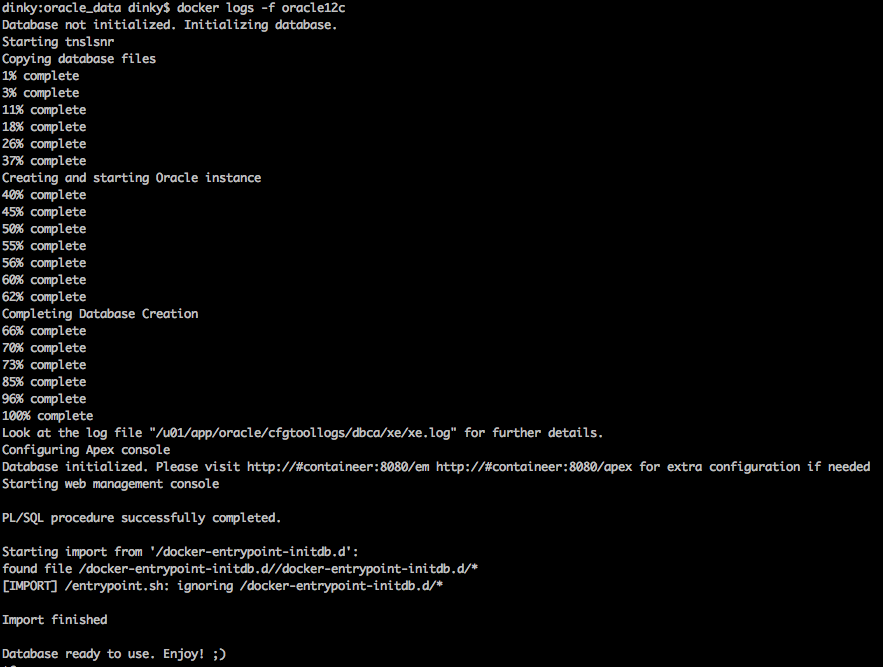 dinky:oracle_data dinky$ docker logs -f oracle12c
Database not initialized. Initializing database.
Starting tnslsnr
Copying database files
1% complete
3% complete
11% complete
18% complete
26% complete
37% complete
Creating and starting Oracle instance
40% complete
45% complete
50% complete
55% complete
56% complete
60% complete
62% complete
Completing Database Creation
66% complete
70% complete
73% complete
85% complete
96% complete
100% complete
Look at the log file "/u01/app/oracle/cfgtoollogs/dbca/xe/xe.log" for further details.
Configuring Apex console
Database initialized. Please visit http://#containeer:8080/em http://#containeer:8080/apex for extra configuration if needed
Starting web management console
PL/SQL procedure successfully completed.
Starting import from '/docker-entrypoint-initdb.d':
found file /docker-entrypoint-initdb.d//docker-entrypoint-initdb.d/*
[IMPORT] /entrypoint.sh: ignoring /docker-entrypoint-initdb.d/*
Import finished
Database ready to use. Enjoy! ;)